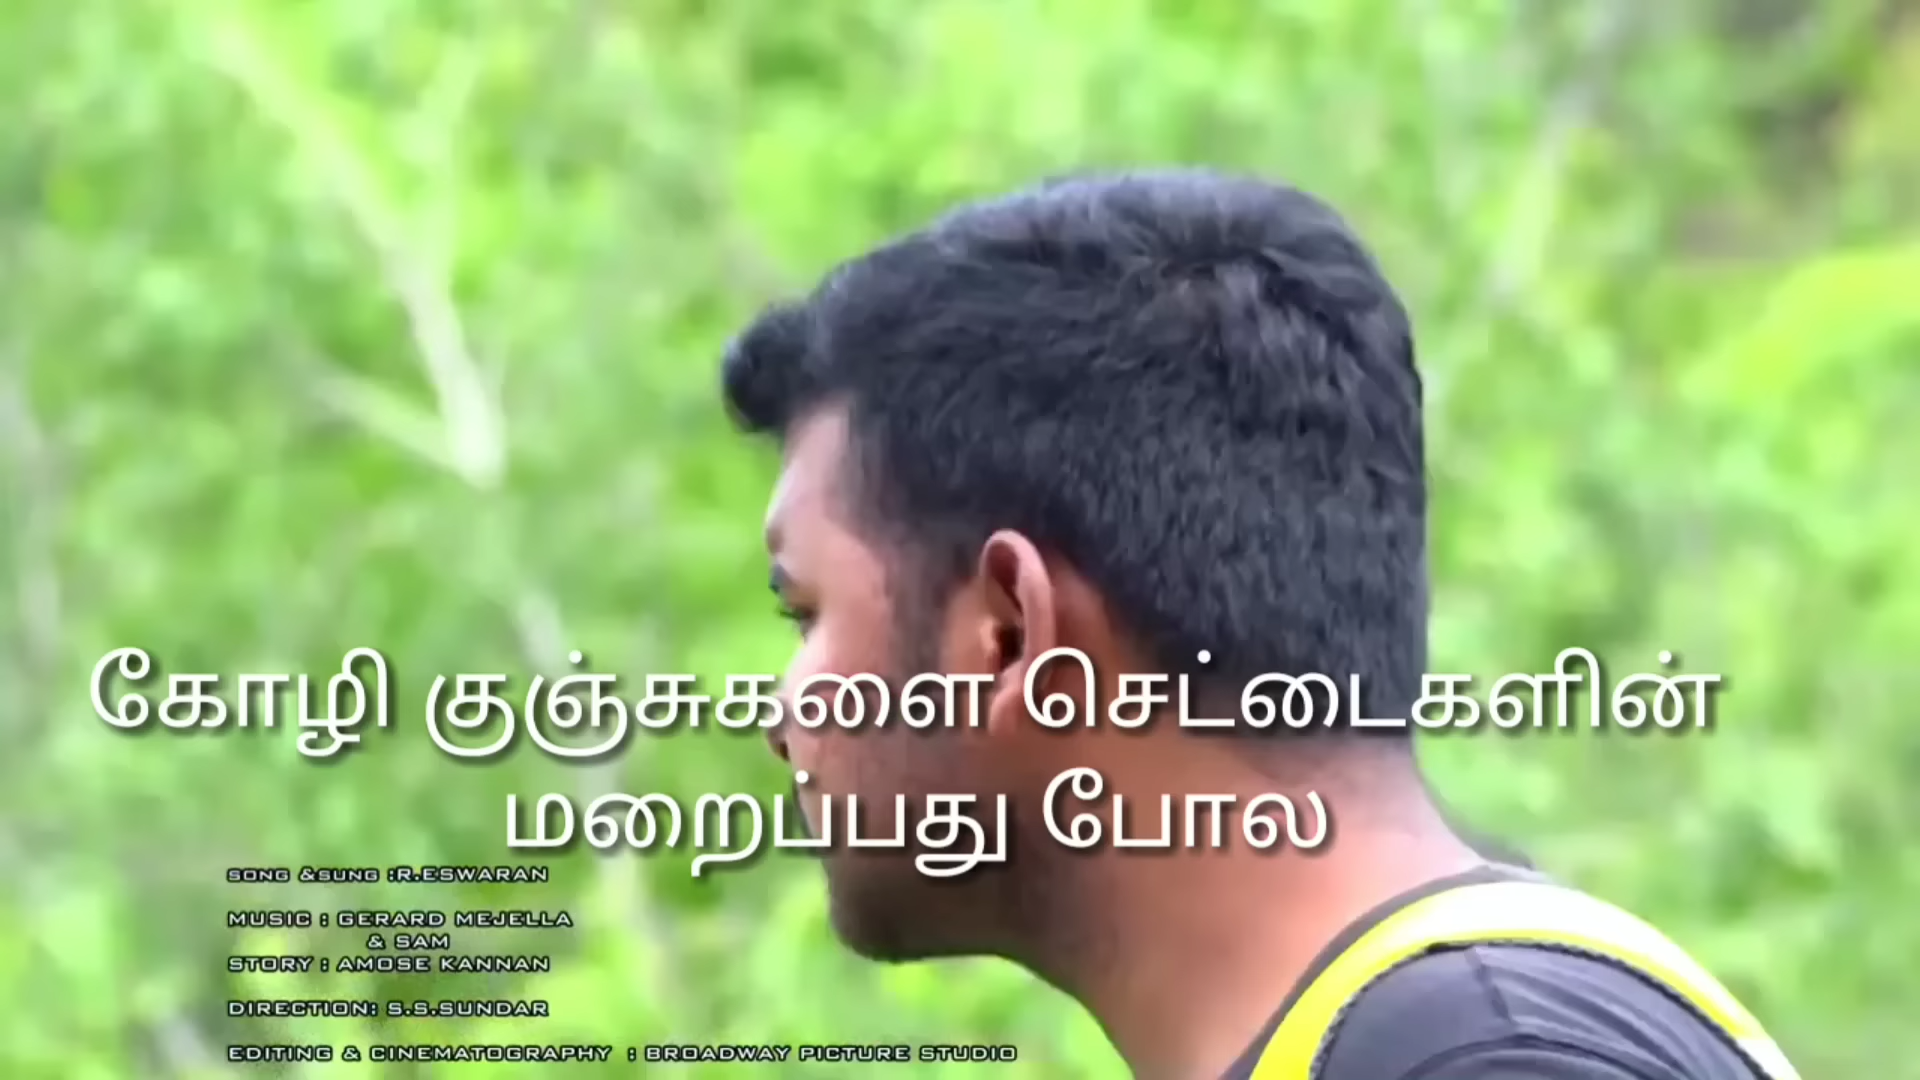 கோழி குஞ்சுகளை செட்டைகளின்
மறைப்பது போல
SONG &SUNG :R.ESWARAN
MUSIC : GERARD MEJELLA
& SAM
STORY : AMOSE KANNAN
DIRECTION: S.S.SUNDAR
EDITING & CINEMATOGRAPHY : BROADWAY PICTURE STUDIO